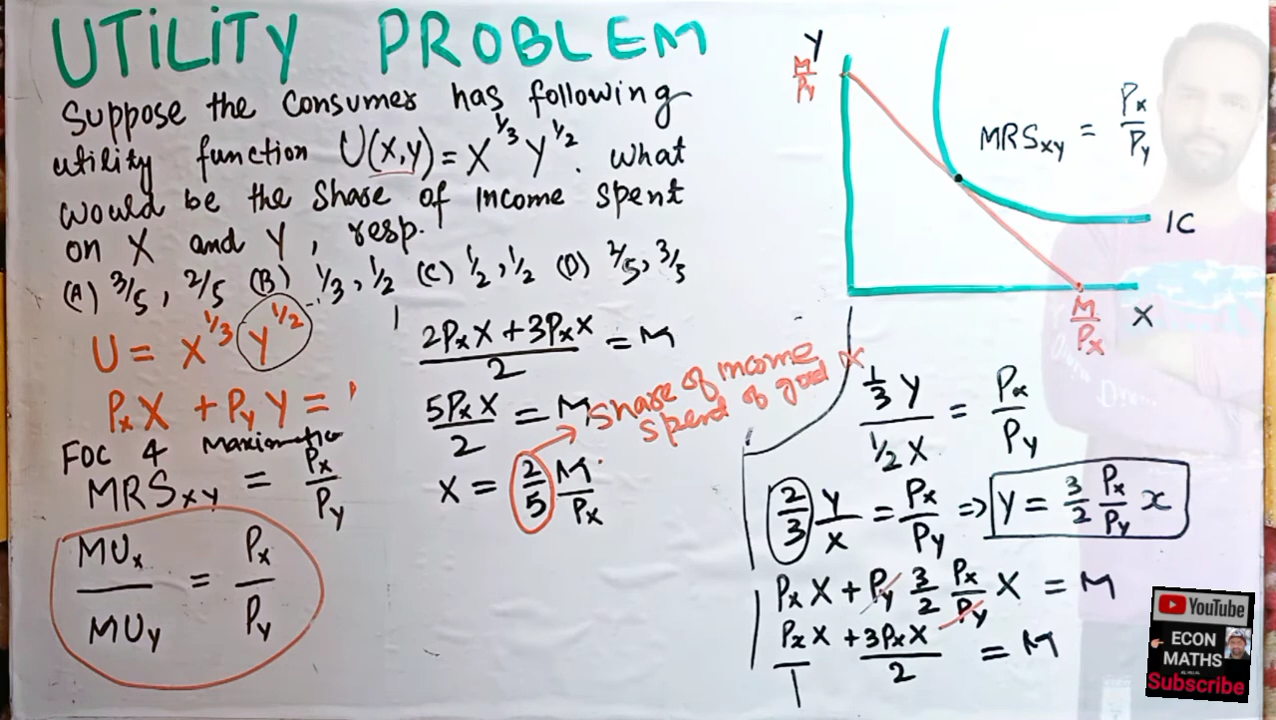 UTILITY PROBLEM
Suppose the Consumer has following
utility function U(X,Y) = X^1/3 Y^1/2. What
would be the Share of Income spent
on X and Y, resp.
(A) 3/5, 2/5 (B) 1/3, 1/2 (C) 1/2, 1/2 (D) 2/5, 3/5
U = X^1/3 Y^1/2
PxX + PyY =
FOC 4
MRSxy = Px/Py
MUx/MUy = Px/Py
(2PxX + 3PxX)/2 = M
5PxX/2 = M
Share of income
spend of good X
X = 2/5 M/Px
Y
M/Py
MRSxy = Px/Py
IC
M/Px
X
(1/3 Y)/(1/2 X) = Px/Py
2/3 Y/X = Px/Py => Y = 3/2 Px/Py x
PxX + Py 3/2 Px/Py X = M
PxX/1 + 3PxX/2 = M
YouTube
ECON
MATHS
Subscribe